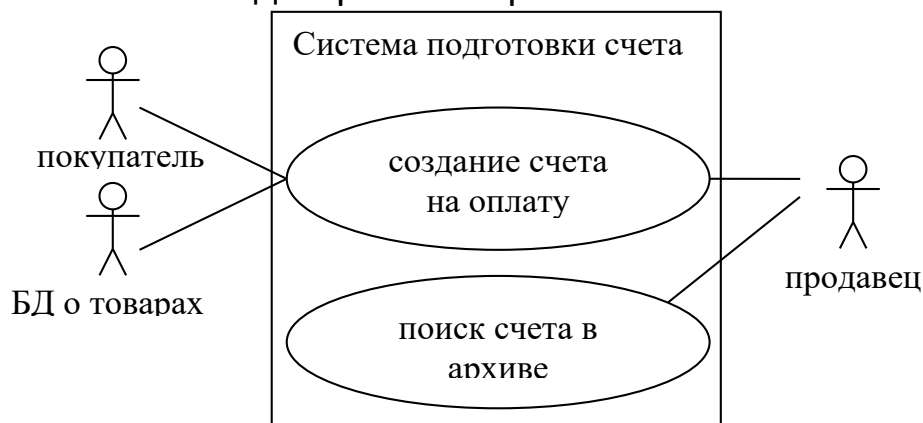 Система подготовки счета
покупатель
создание счета
на оплату
БД о товарах
продавец
поиск счета в
архиве